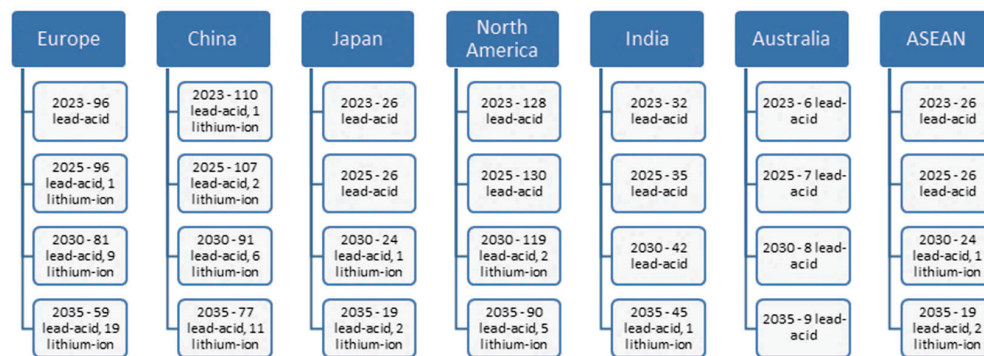 Europe
2023 - 96
lead-acid
2025 - 96
lead-acid, 1
lithium-ion
2030 - 81
lead-acid, 9
lithium-ion
2035 - 59
lead-acid, 19
lithium-ion
China
2023 - 110
lead-acid, 1
lithium-ion
2025 - 107
lead-acid, 2
lithium-ion
2030 - 91
lead-acid, 6
lithium-ion
2035 - 77
lead-acid, 11
lithium-ion
Japan
2023 - 26
lead-acid
2025 - 26
lead-acid
2030 - 24
lead-acid, 1
lithium-ion
2035 - 19
lead-acid, 2
lithium-ion
North
America
2023 - 128
lead-acid
2025 - 130
lead-acid
2030 - 119
lead-acid, 2
lithium-ion
2035 - 90
lead-acid, 5
lithium-ion
India
2023 - 32
lead-acid
2025 - 35
lead-acid
2030 - 42
lead-acid
2035 - 45
lead-acid, 1
lithium-ion
Australia
2023 - 6 lead-
acid
2025 - 7 lead-
acid
2030 - 8 lead-
acid
2035 - 9 lead-
acid
ASEAN
2023 - 26
lead-acid
2025 - 26
lead-acid
2030 - 24
lead-acid, 1
lithium-ion
2035 - 19
lead-acid, 2
lithium-ion